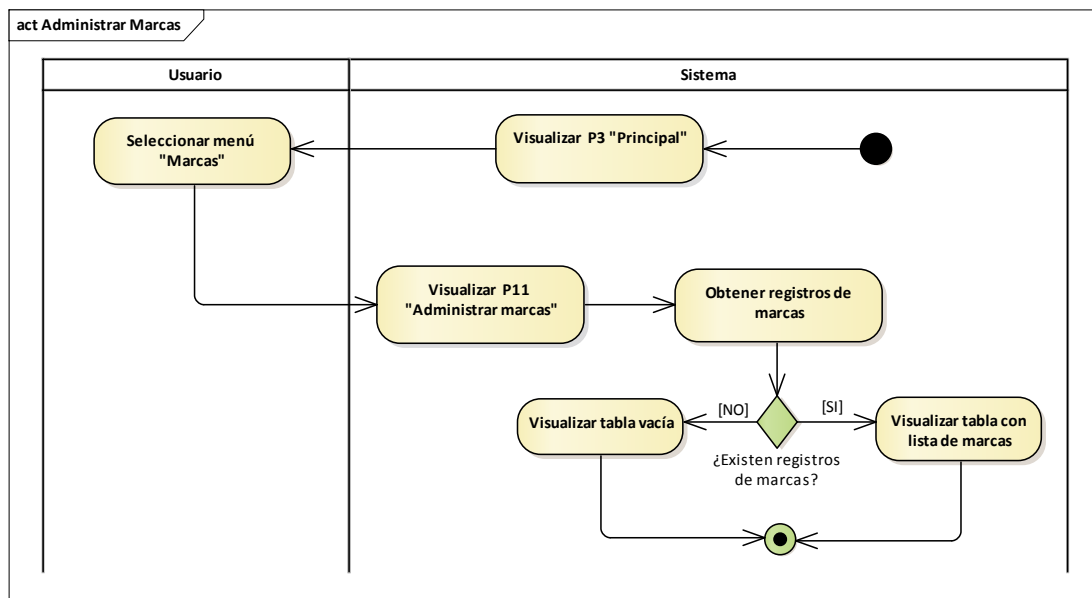 act Administrar Marcas
Usuario
Sistema
Seleccionar menú
"Marcas"
Visualizar P3 "Principal"
Visualizar P11
"Administrar marcas"
Obtener registros de
marcas
Visualizar tabla vacía
[NO]
[SI]
Visualizar tabla con
lista de marcas
¿Existen registros
de marcas?